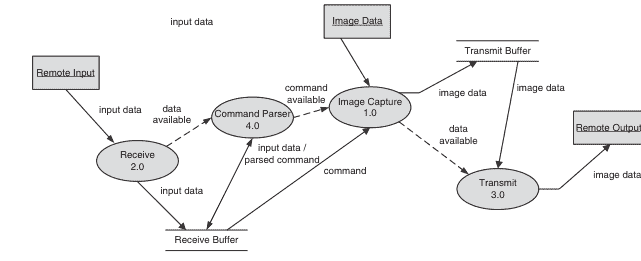 input data
Image Data
Transmit Buffer
Remote Input
command
available
Image Capture
1.0
image data
image data
input data
data
available
Command Parser
4.0
Remote Output
data
available
input data /
parsed command
Receive
2.0
command
image data
Transmit
3.0
input data
Receive Buffer